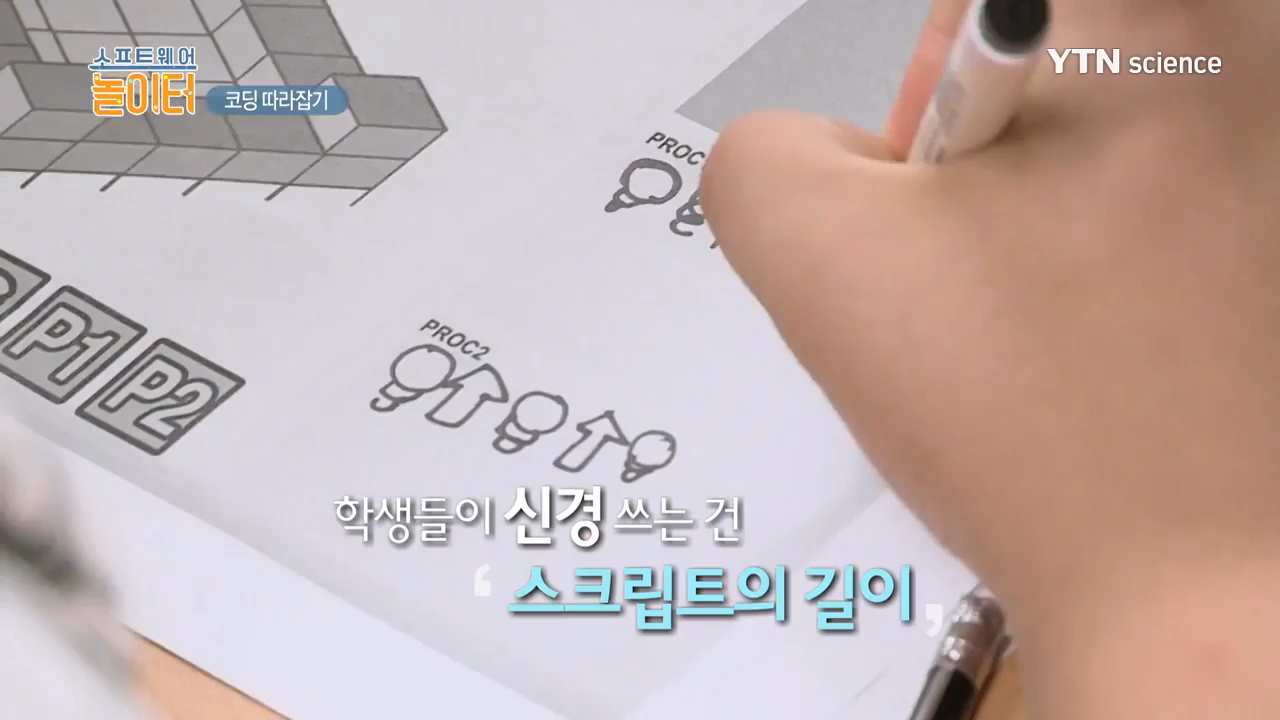 소프트웨어
놀이터
코딩 따라잡기
YTN science
PROC
P1
P2
PROC2
학생들이 신경 쓰는 건
‘스크립트의 길이’